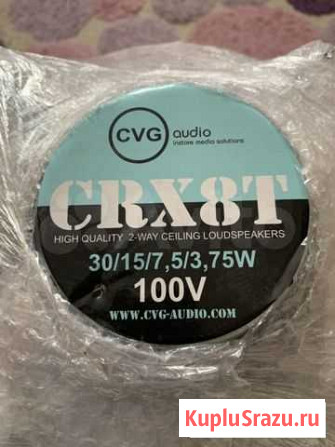 CVG audio
instore media solutions
CRX8T
HIGH QUALITY 2-WAY CEILING LOUDSPEAKERS
30/15/7,5/3,75W
100V
WWW.CVG-AUDIO.COM
KupluSrazu.ru